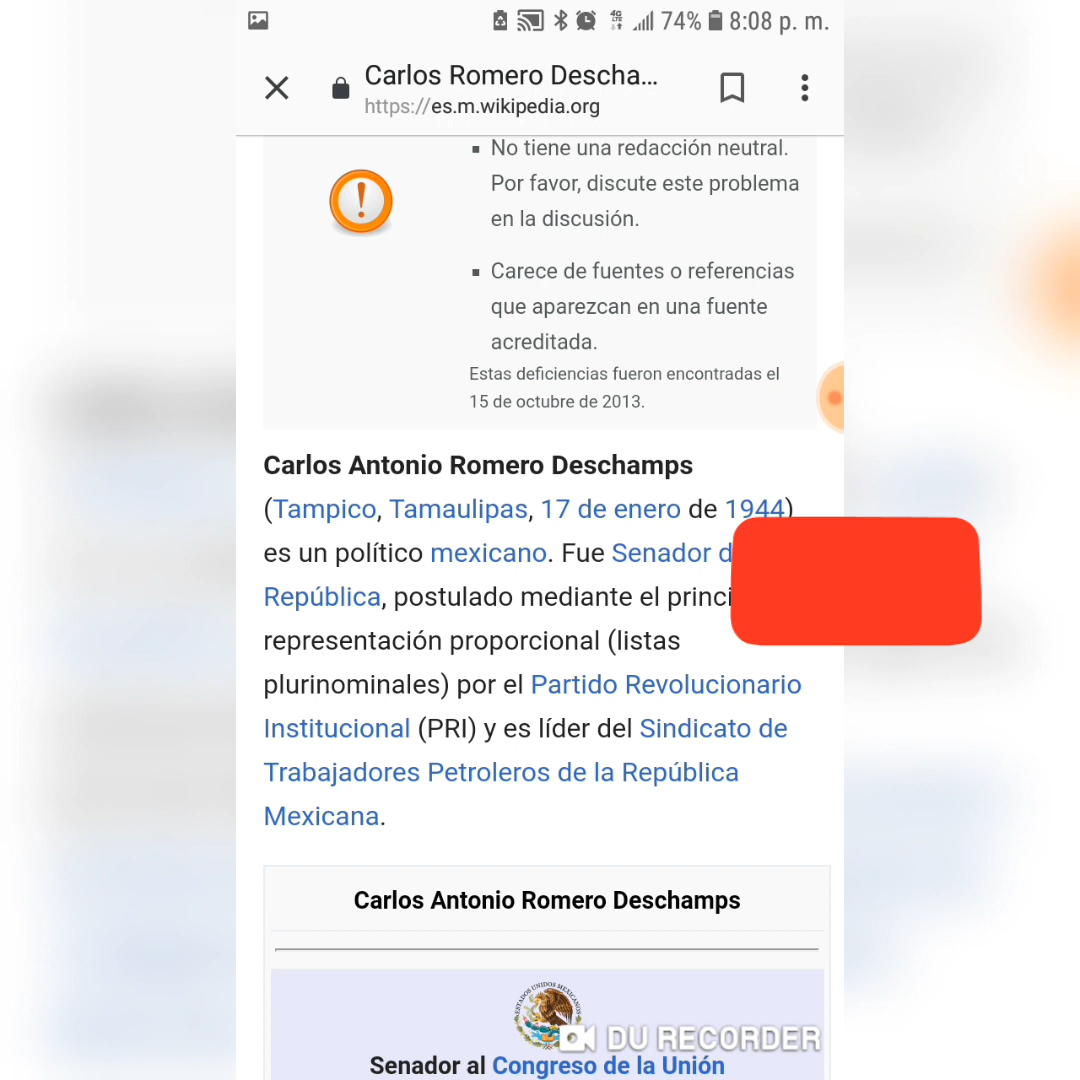 74% 8:08 p. m.
Carlos Romero Descha...
https://es.m.wikipedia.org
▪ No tiene una redacción neutral.
Por favor, discute este problema
en la discusión.
▪ Carece de fuentes o referencias
que aparezcan en una fuente
acreditada.
Estas deficiencias fueron encontradas el
15 de octubre de 2013.
Carlos Antonio Romero Deschamps
(Tampico, Tamaulipas, 17 de enero de 1944)
es un político mexicano. Fue Senador
República, postulado mediante el
representación proporcional (listas
plurinominales) por el Partido Revolucionario
Institucional (PRI) y es líder del Sindicato de
Trabajadores Petroleros de la República
Mexicana.
Carlos Antonio Romero Deschamps
ESTADOS UNIDOS MEXICANOS
DU RECORDER
Senador al Congreso de la Unión